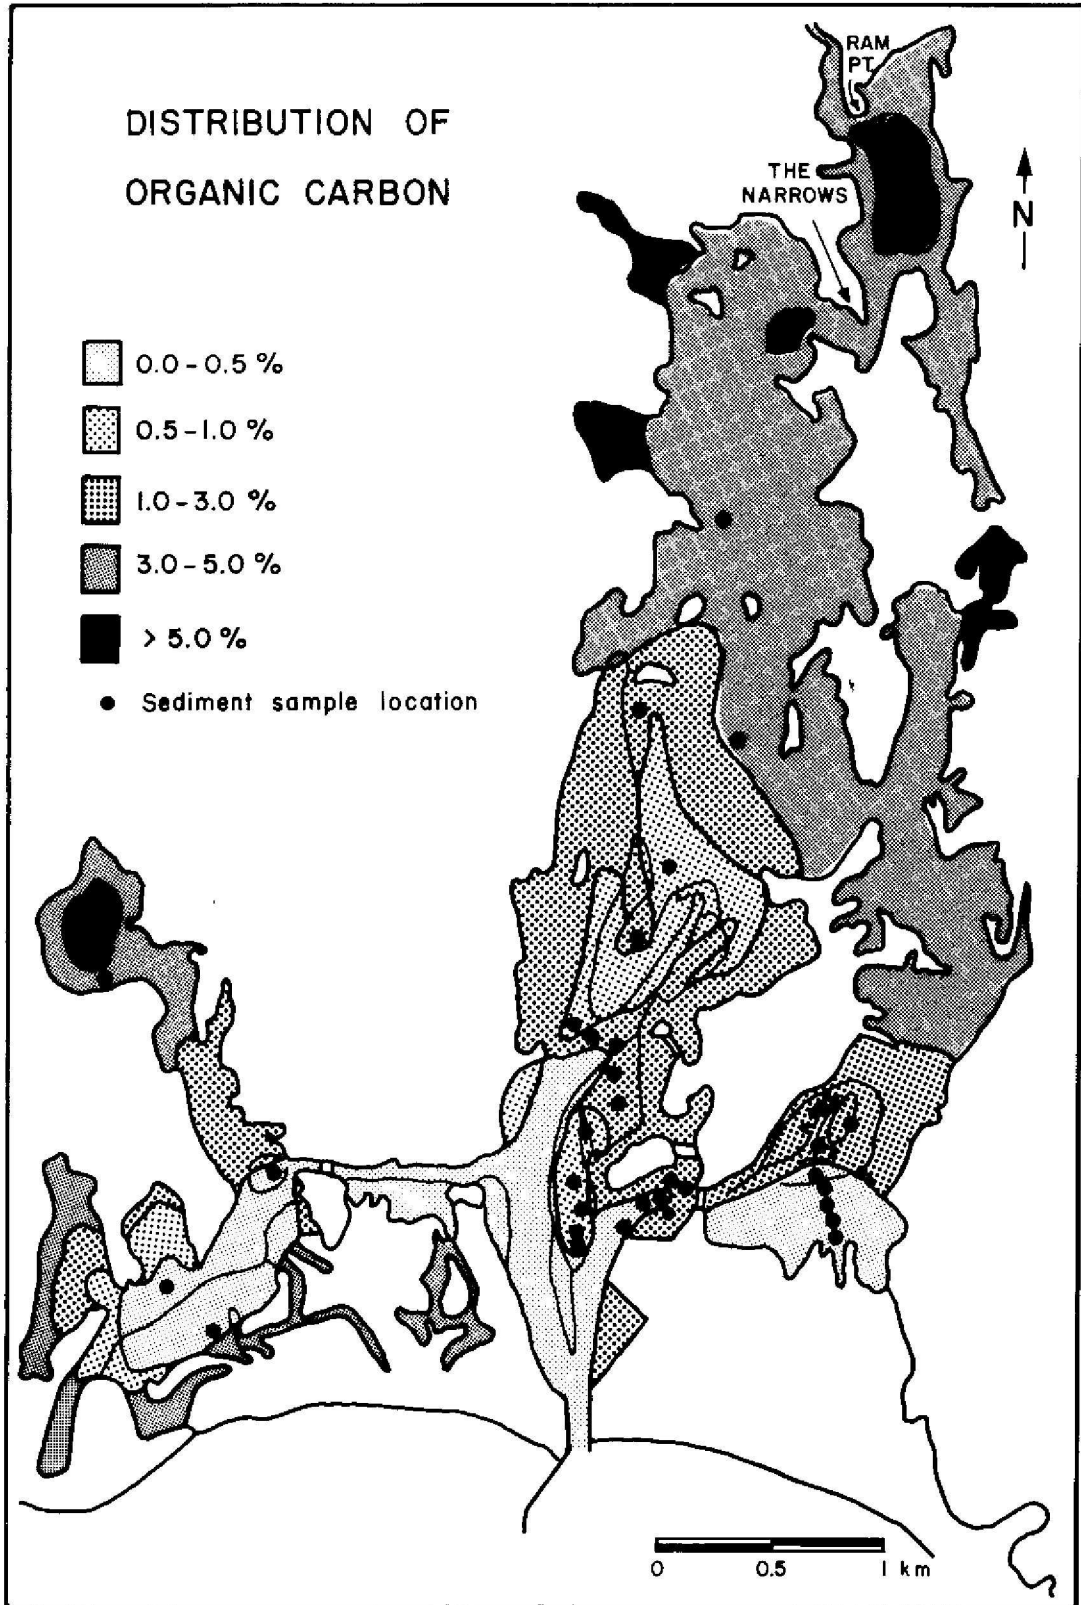 DISTRIBUTION OF
ORGANIC CARBON
RAM
PT.
THE
NARROWS
N
0.0-0.5 %
0.5-1.0 %
1.0-3.0 %
3.0-5.0 %
> 5.0 %
Sediment sample location
0 0.5 1 km